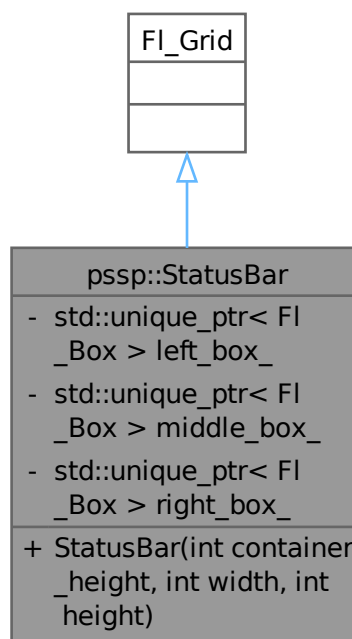 Fl_Grid
pssp::StatusBar
- std::unique_ptr< Fl
_Box > left_box_
- std::unique_ptr< Fl
_Box > middle_box_
- std::unique_ptr< Fl
_Box > right_box_
+ StatusBar(int container
_height, int width, int
height)